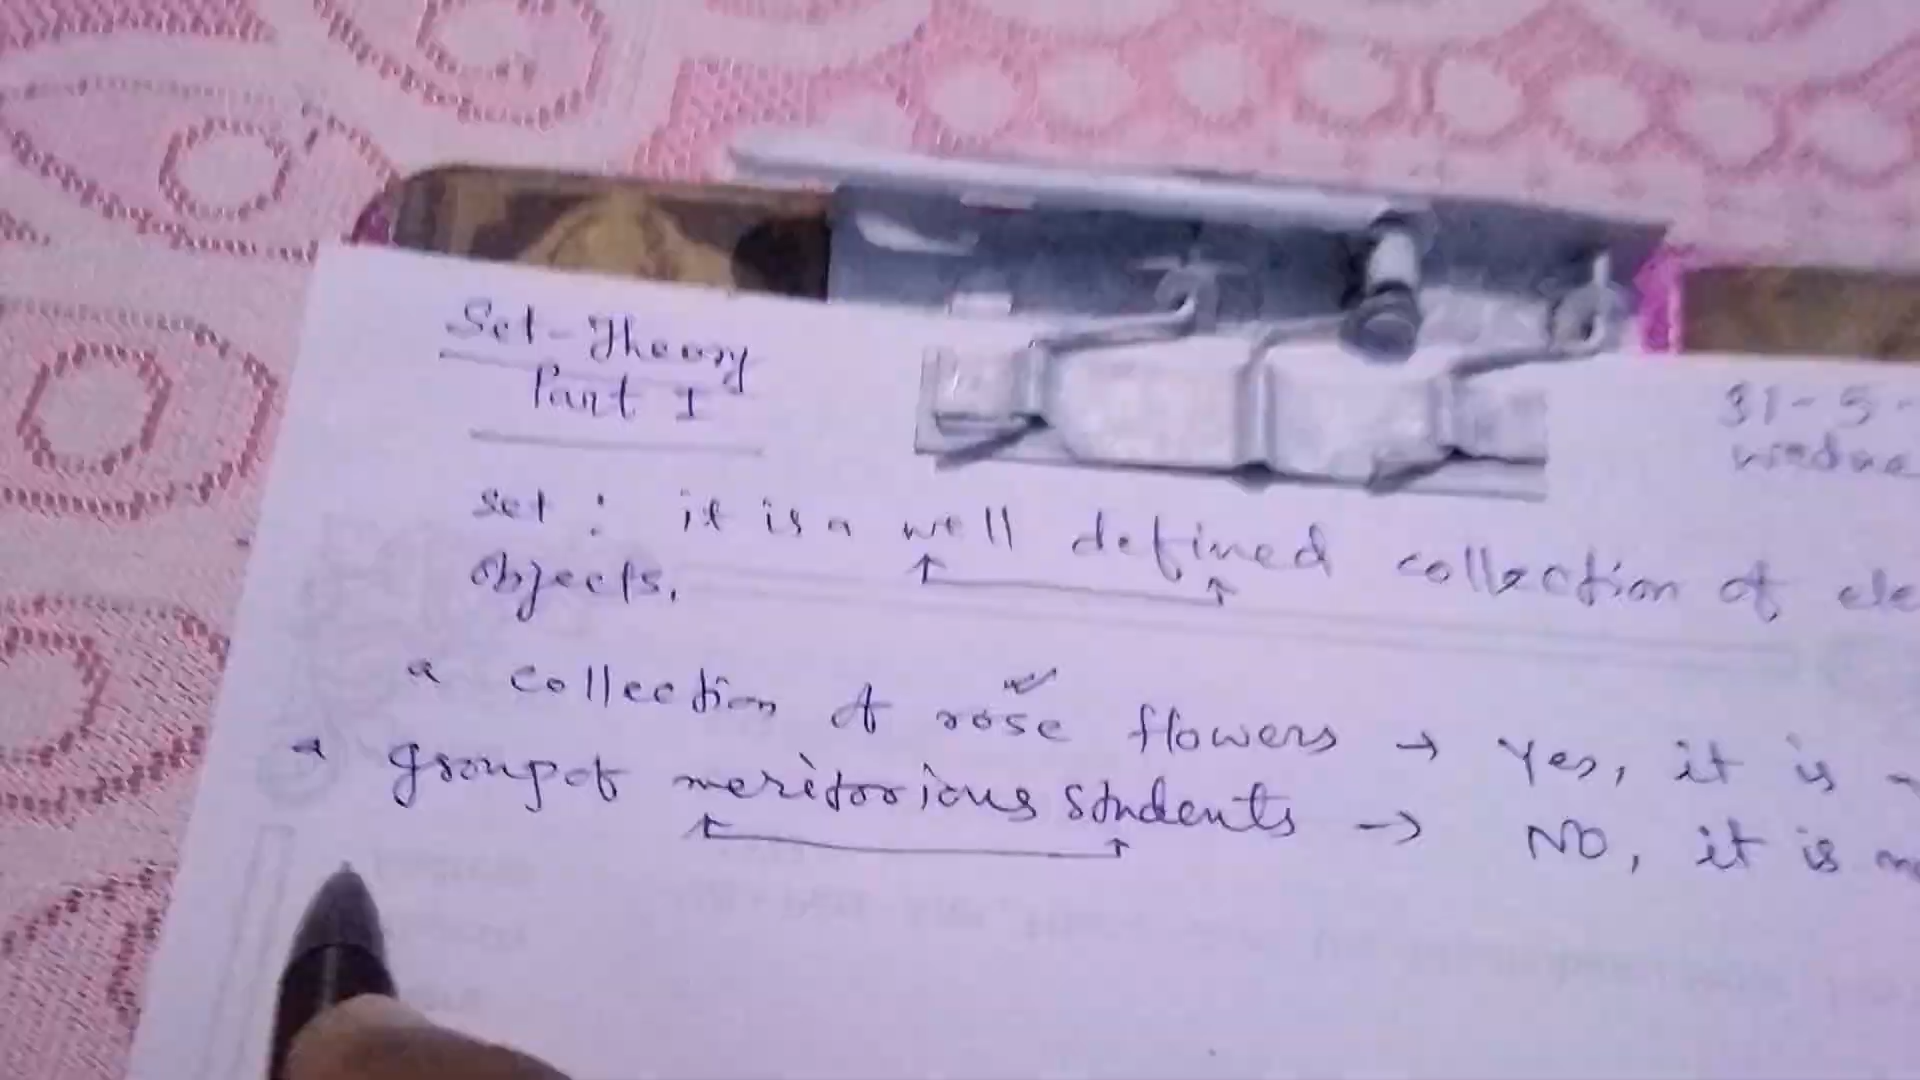 Set-Theory
Part I
31-5-
set : it is a well defined collection of ele
objects.
a collection of rose flowers → Yes, it is
a group of meritorious students → NO, it is